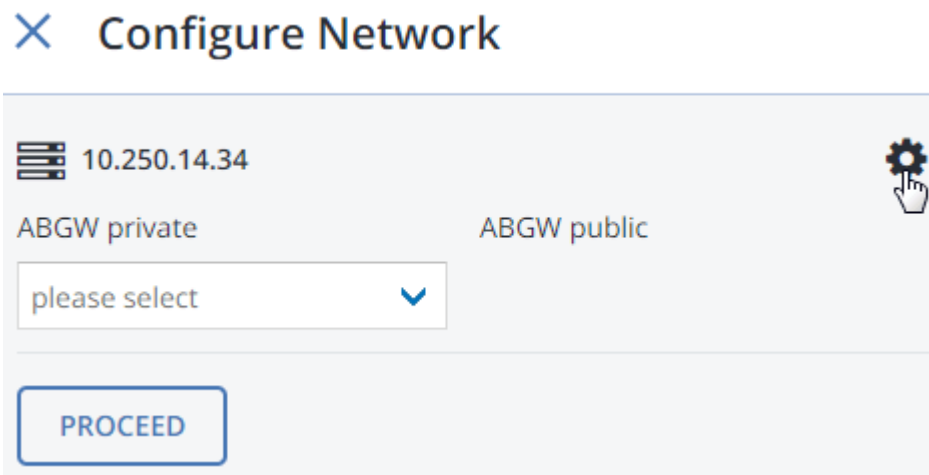 Configure Network
10.250.14.34
ABGW private
ABGW public
please select
PROCEED